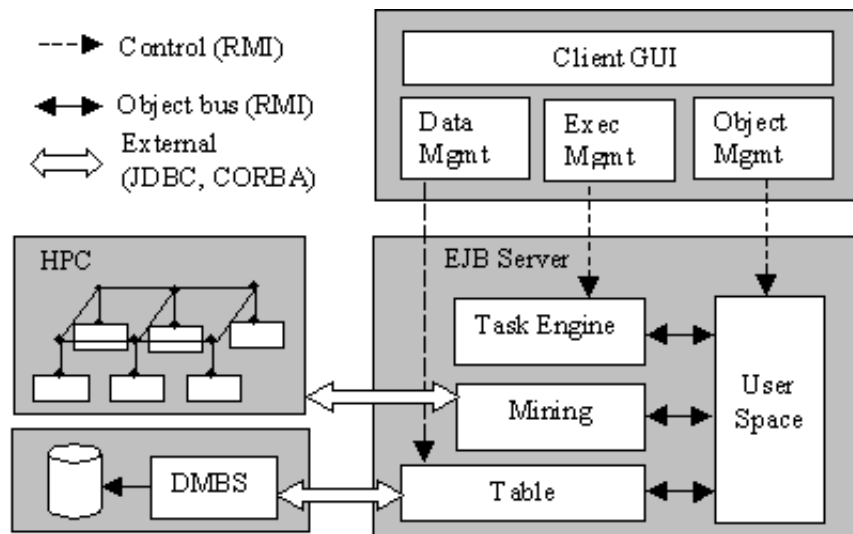 Control (RMI)
Object bus (RMI)
External
(JDBC, CORBA)
Client GUI
Data
Mgmt
Exec
Mgmt
Object
Mgmt
HPC
EJB Server
Task Engine
Mining
Table
User
Space
DMBS